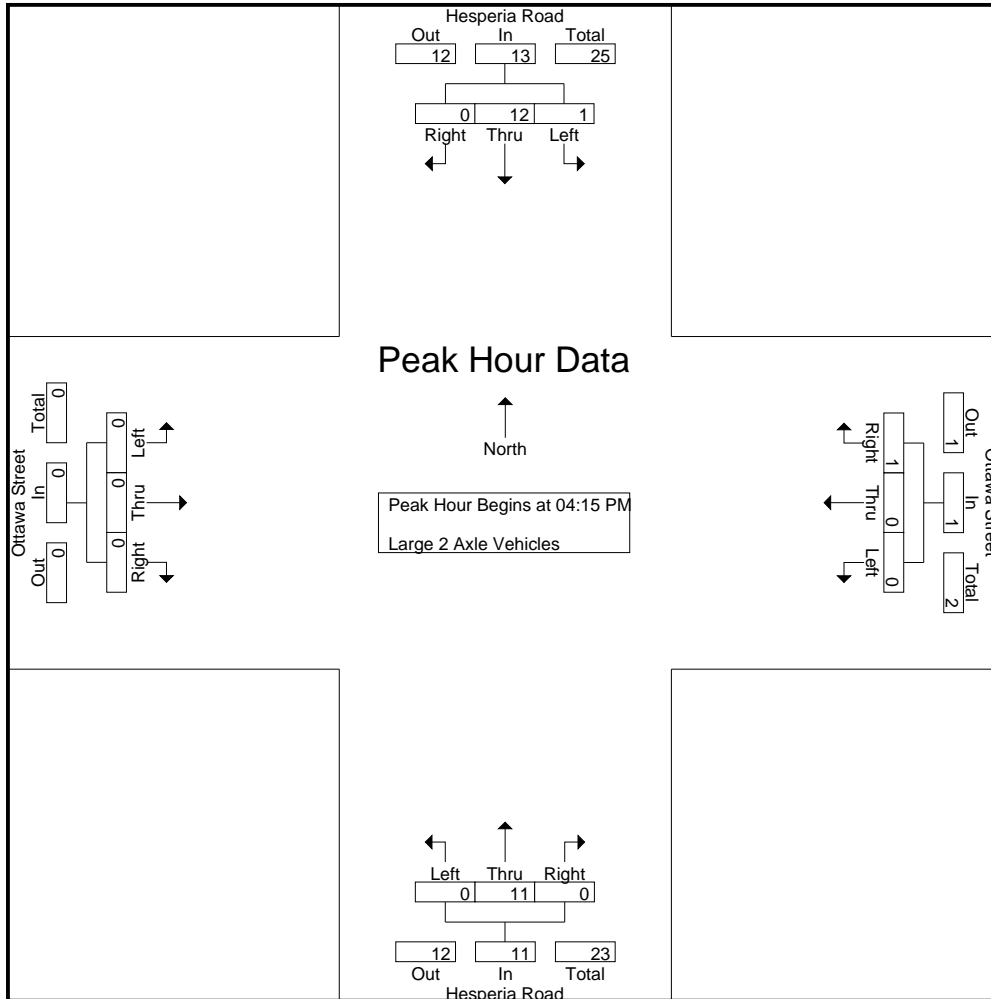 Hesperia Road
Out In Total
12 13 25
0 12 1
Right Thru Left
Peak Hour Data
North
Peak Hour Begins at 04:15 PM
Large 2 Axle Vehicles
Ottawa Street
Total In Out
0 0 0
0 0 0
Left Thru Right
Ottawa Street
Out In Total
1 1 2
1 0 0
Right Thru Left
Left Thru Right
0 11 0
12 11 23
Out In Total
Hesperia Road